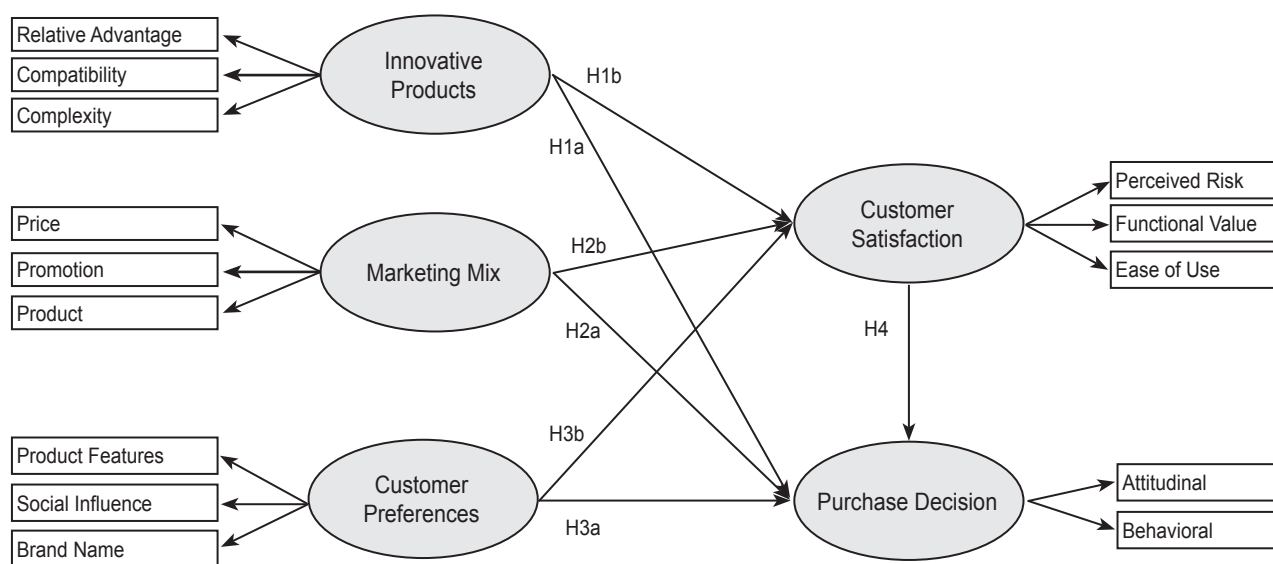 Relative Advantage
Compatibility
Complexity
Innovative
Products
H1b
H1a
Price
Promotion
Product
Marketing Mix
H2b
H2a
Customer
Satisfaction
Perceived Risk
Functional Value
Ease of Use
H4
Product Features
Social Influence
Brand Name
Customer
Preferences
H3b
H3a
Purchase Decision
Attitudinal
Behavioral